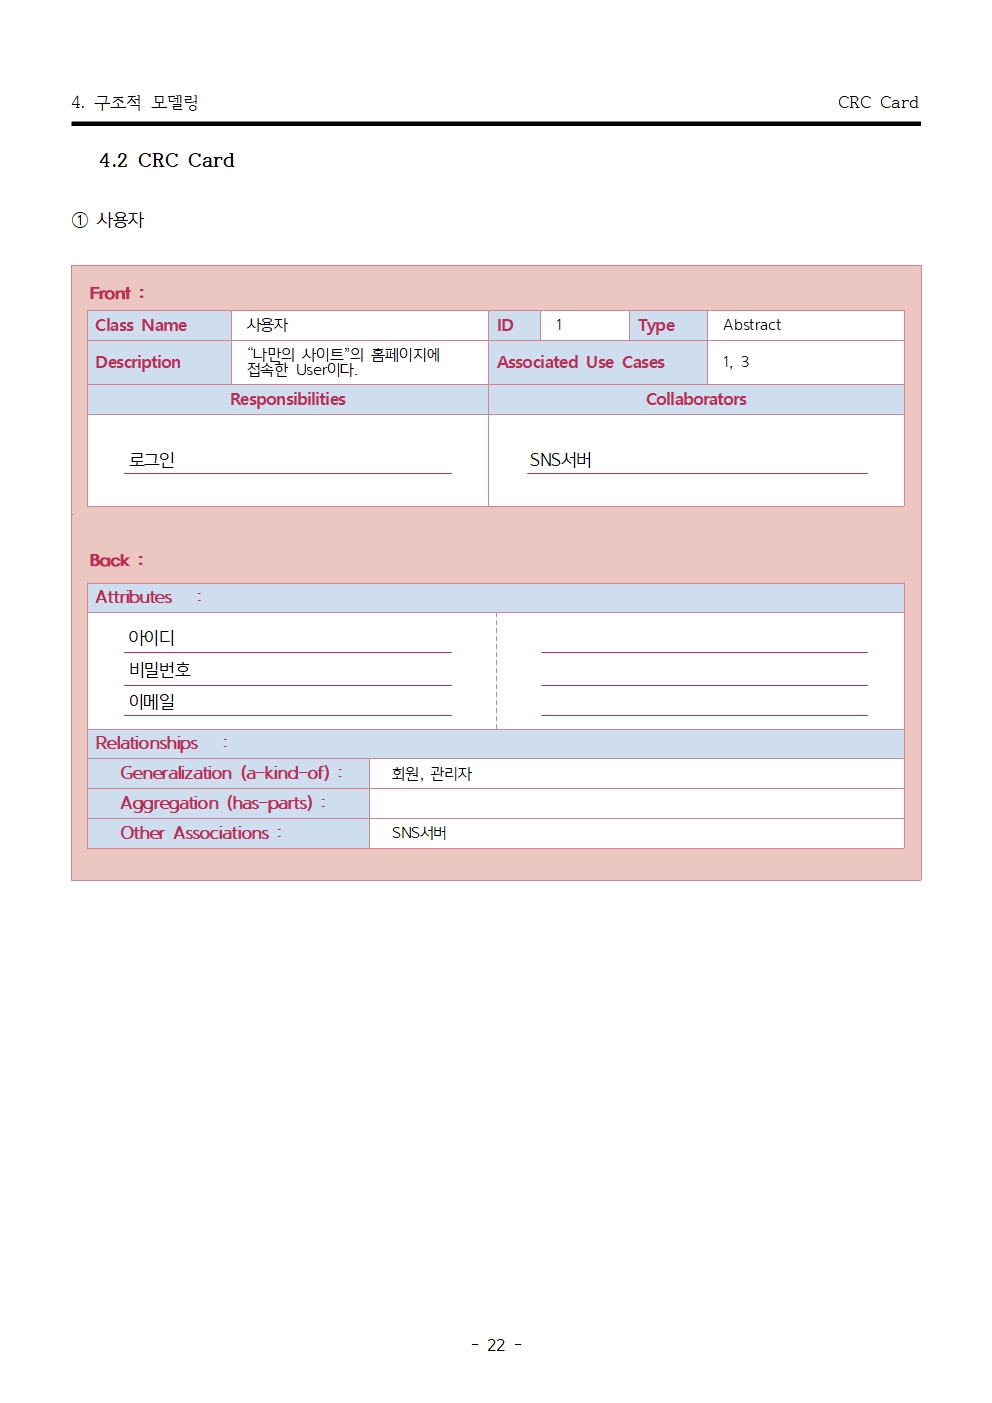 4. 구조적 모델링 CRC Card
4.2 CRC Card
① 사용자
Front :
Class Name 사용자 ID 1 Type Abstract
Description “나만의 사이트”의 홈페이지에
접속한 User이다. Associated Use Cases 1, 3
Responsibilities Collaborators
로그인 SNS서버
Back :
Attributes :
아이디
비밀번호
이메일
Relationships :
Generalization (a-kind-of) : 회원, 관리자
Aggregation (has-parts) :
Other Associations : SNS서버
- 22 -